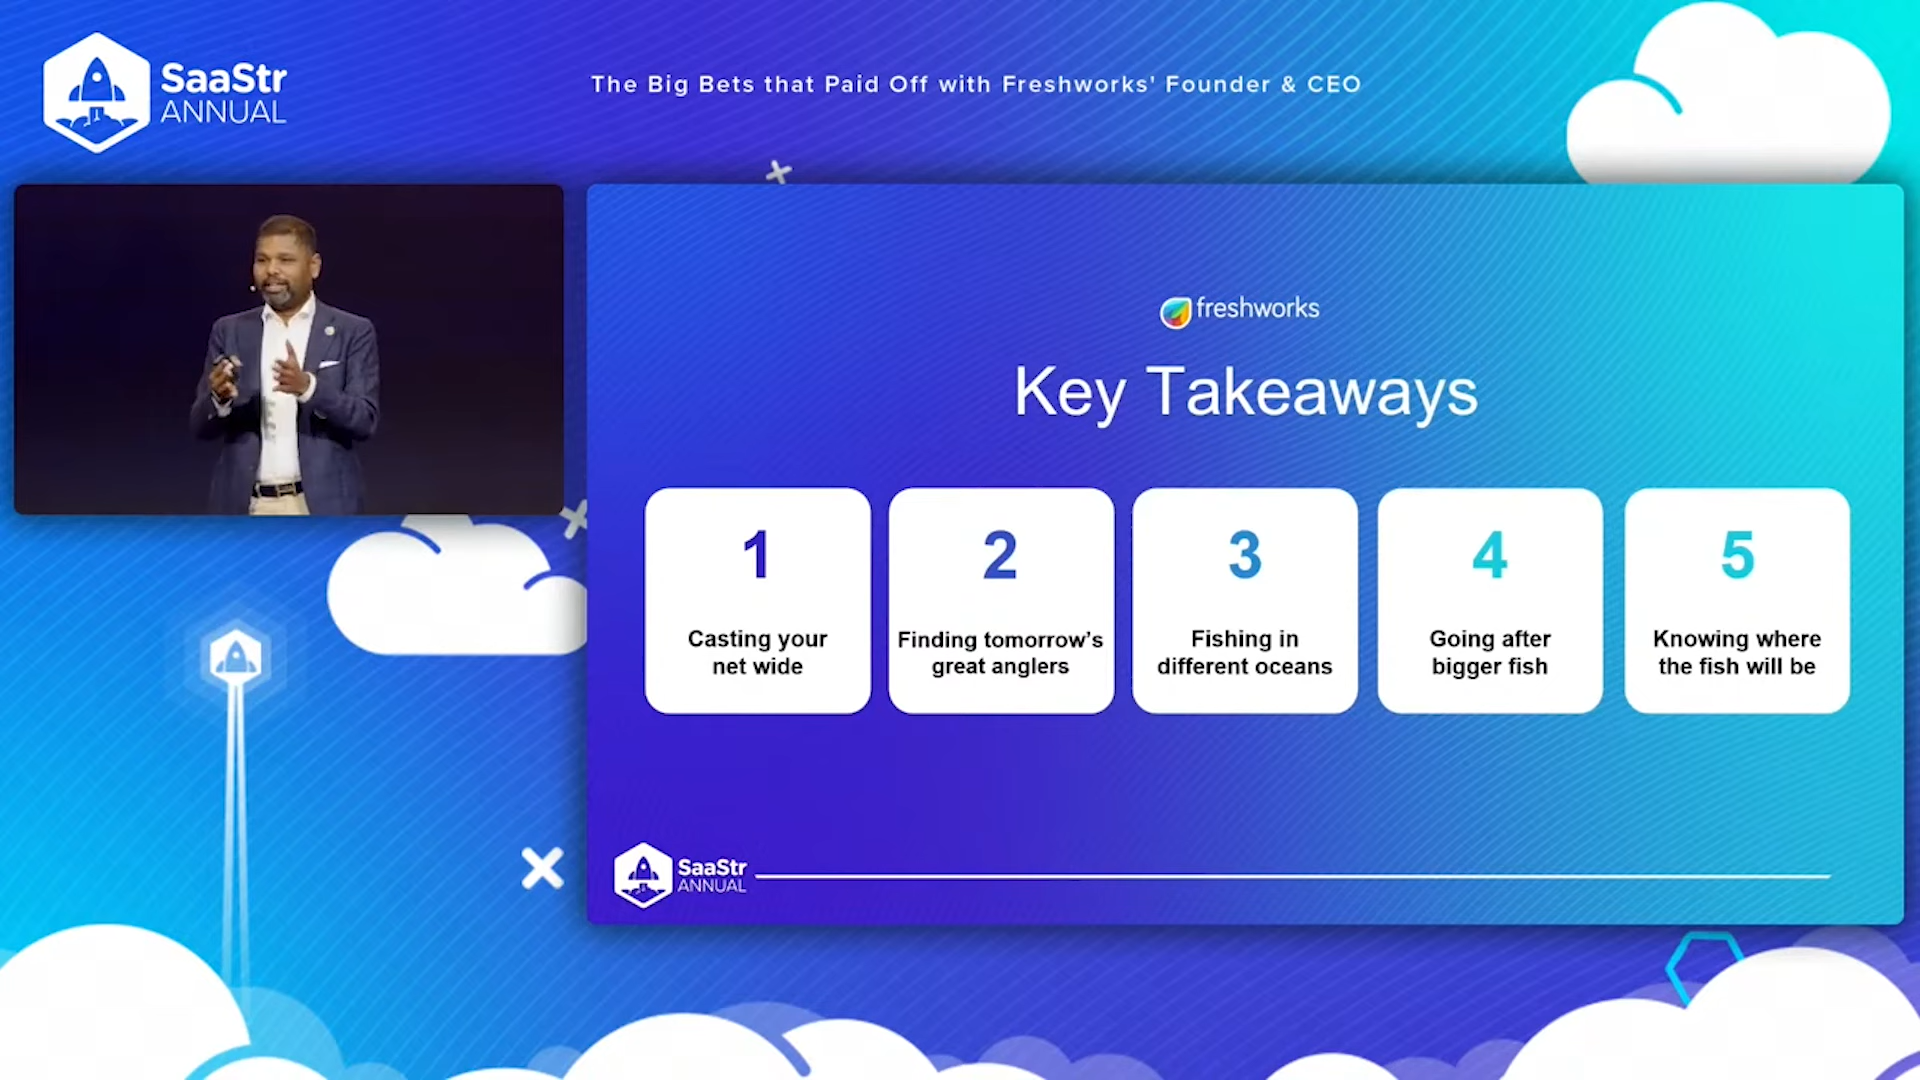 SaaStr
ANNUAL
The Big Bets that Paid Off with Freshworks' Founder & CEO
freshworks
Key Takeaways
1
Casting your
net wide
2
Finding tomorrow’s
great anglers
3
Fishing in
different oceans
4
Going after
bigger fish
5
Knowing where
the fish will be
SaaStr
ANNUAL